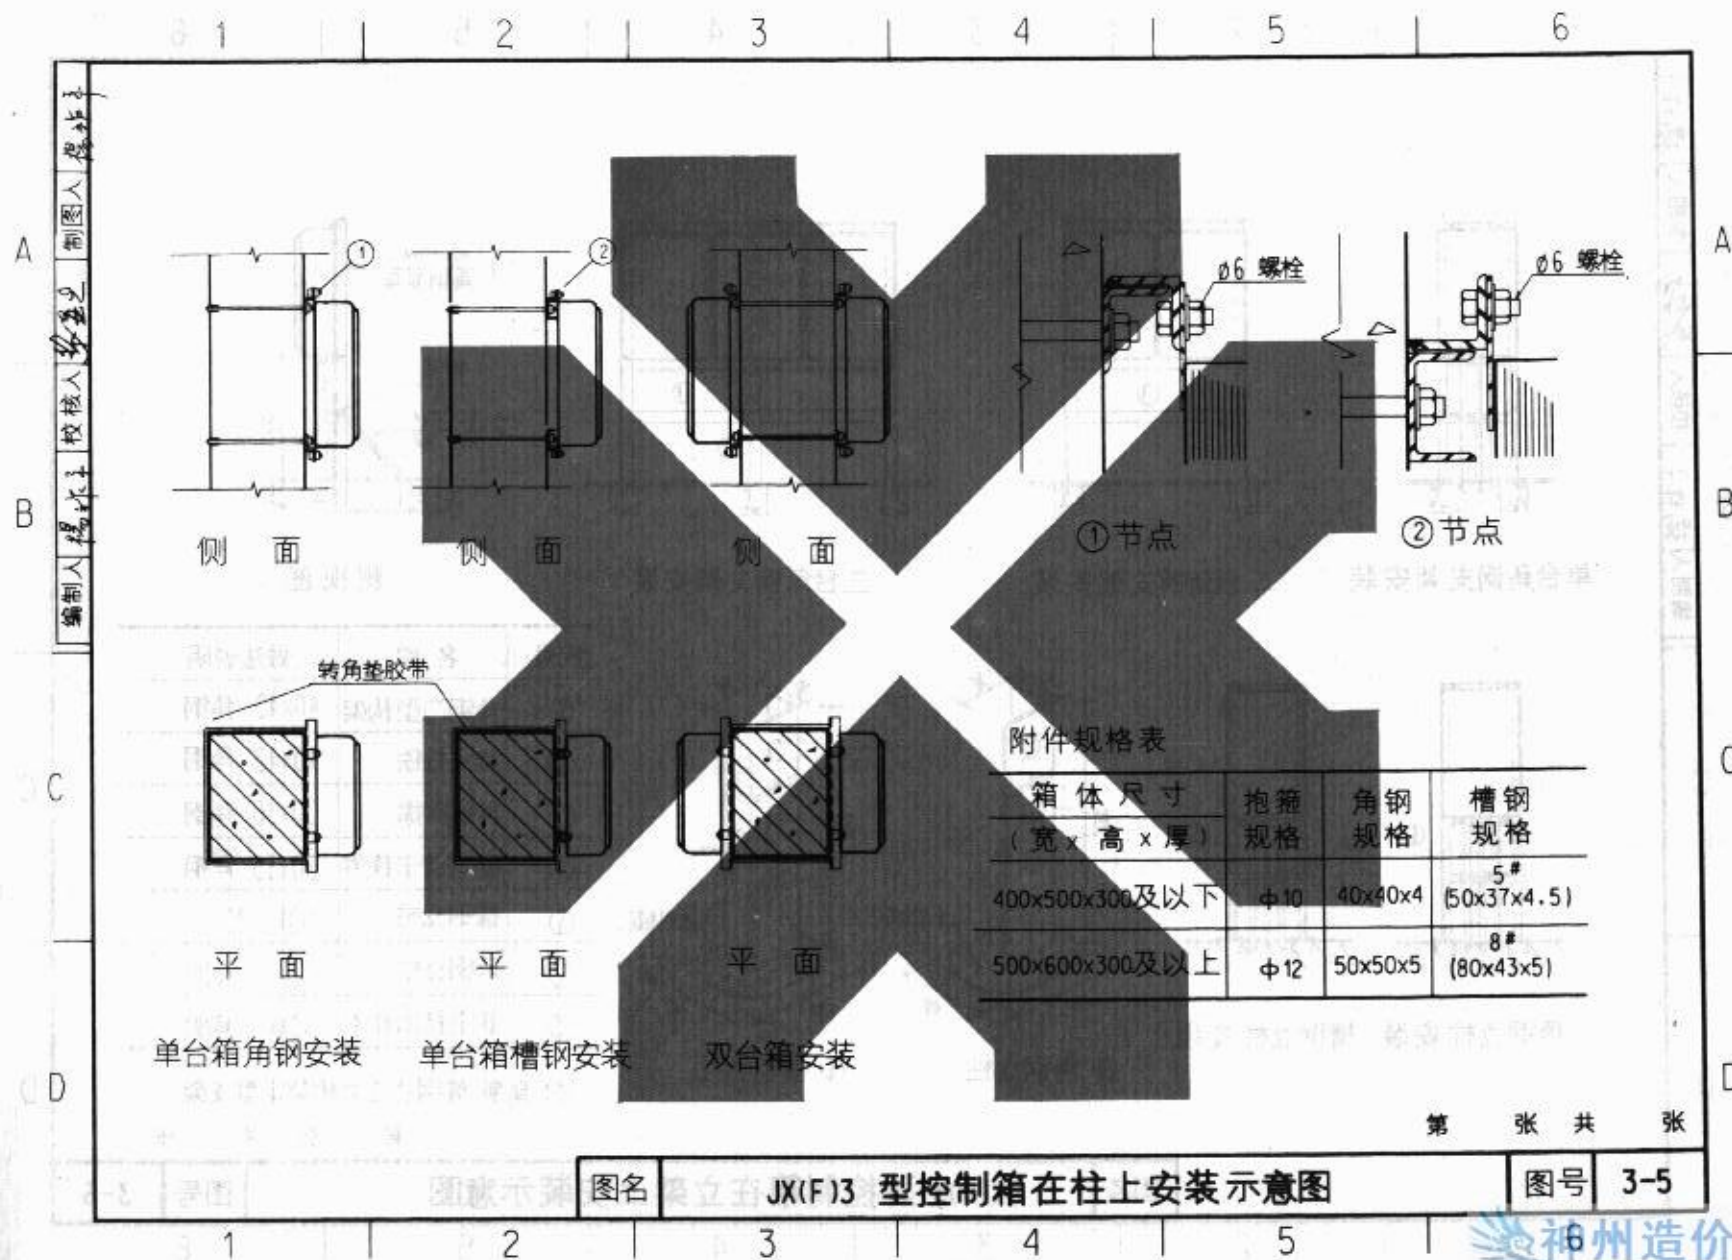 1 2 3 4 5 6
A A
B B
C C
D D
制图人
校核人
编制人
① ②
ø6 螺栓
ø6 螺栓
侧 面 侧 面 侧 面
①节点
②节点
转角垫胶带
附件规格表
箱体尺寸 抱箍 角钢 槽钢
(宽x高x厚) 规格 规格 规格
400x500x300及以下 ф10 40x40x4 5# (50x37x4.5)
500x600x300及以上 ф12 50x50x5 8# (80x43x5)
平 面 平 面 平 面
单台箱角钢安装 单台箱槽钢安装 双台箱安装
第 张 共 张
图名 JX(F)3 型控制箱在柱上安装示意图 图号 3-5
1 2 3 4 5 6
神州造价